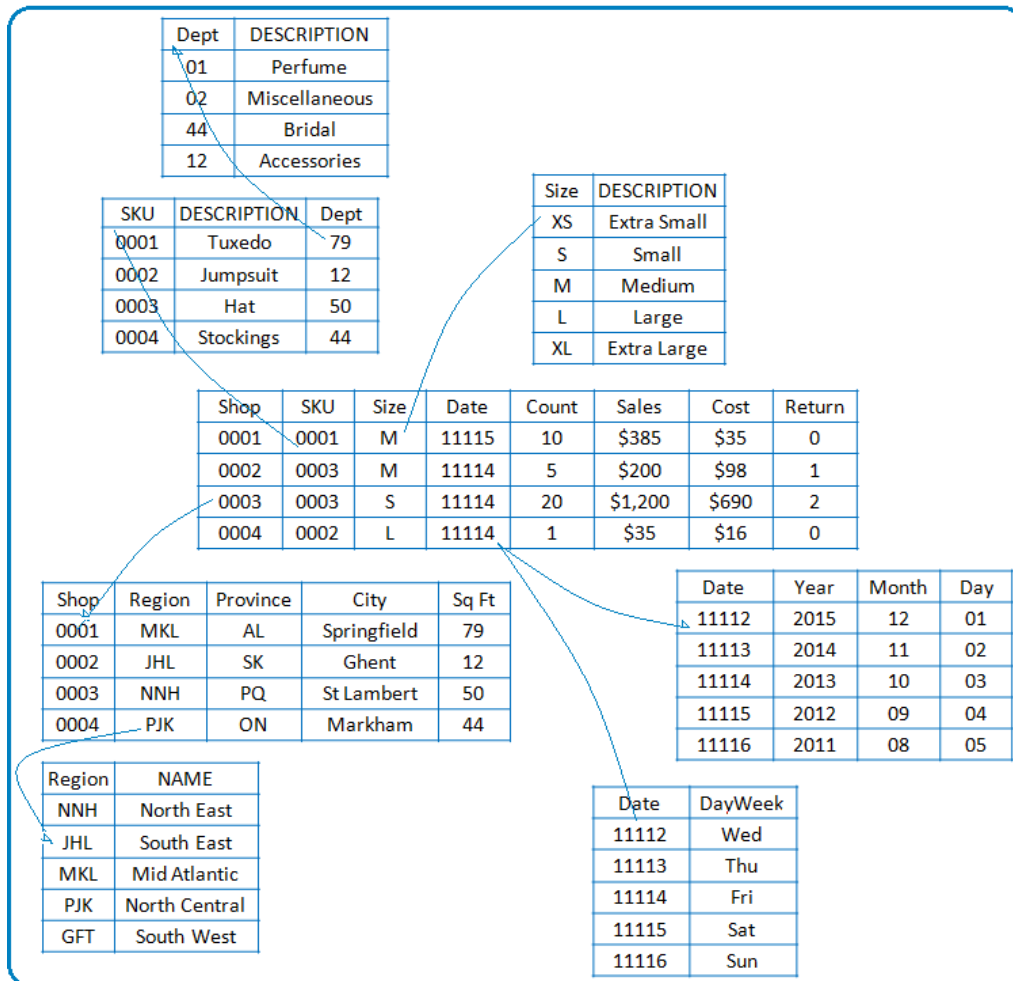 Dept DESCRIPTION
01 Perfume
02 Miscellaneous
44 Bridal
12 Accessories
SKU DESCRIPTION Dept
0001 Tuxedo 79
0002 Jumpsuit 12
0003 Hat 50
0004 Stockings 44
Size DESCRIPTION
XS Extra Small
S Small
M Medium
L Large
XL Extra Large
Shop SKU Size Date Count Sales Cost Return
0001 0001 M 11115 10 $385 $35 0
0002 0003 M 11114 5 $200 $98 1
0003 0003 S 11114 20 $1,200 $690 2
0004 0002 L 11114 1 $35 $16 0
Shop Region Province City Sq Ft
0001 MKL AL Springfield 79
0002 JHL SK Ghent 12
0003 NNH PQ St Lambert 50
0004 PJK ON Markham 44
Date Year Month Day
11112 2015 12 01
11113 2014 11 02
11114 2013 10 03
11115 2012 09 04
11116 2011 08 05
Region NAME
NNH North East
JHL South East
MKL Mid Atlantic
PJK North Central
GFT South West
Date DayWeek
11112 Wed
11113 Thu
11114 Fri
11115 Sat
11116 Sun